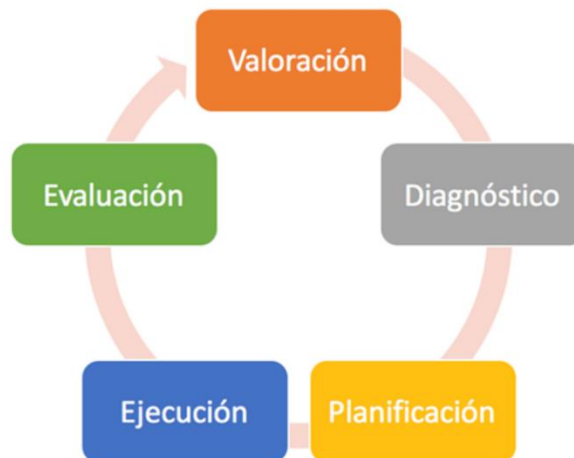 Valoración
Diagnóstico
Planificación
Ejecución
Evaluación